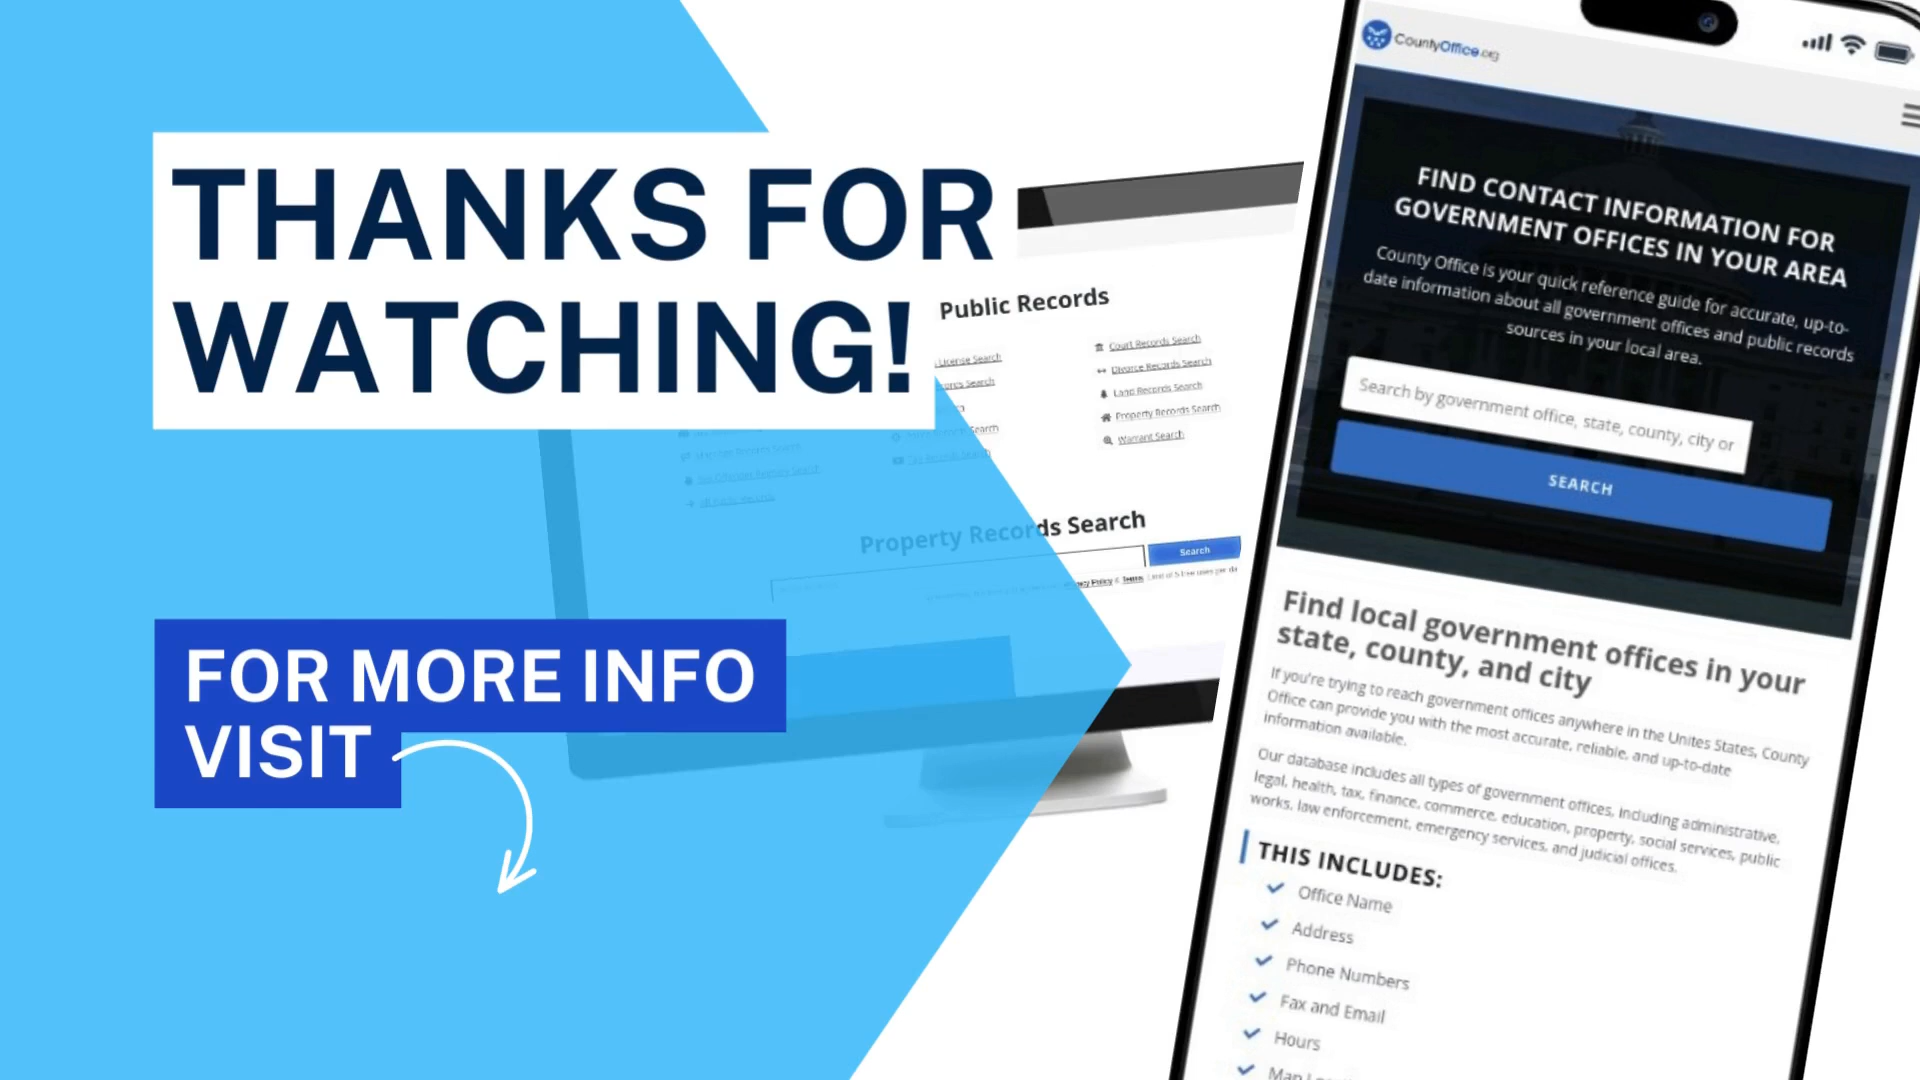 THANKS FOR
WATCHING!
FOR MORE INFO
VISIT
Public Records
License Search
Search
Search
Court Records Search
Divorce Records Search
Land Records Search
Property Records Search
Warrant Search
Property Records Search
Search
CountyOffice.org
FIND CONTACT INFORMATION FOR
GOVERNMENT OFFICES IN YOUR AREA
County Office is your quick reference guide for accurate, up-to-
date information about all government offices and public records
sources in your local area.
Search by government office, state, county, city or
SEARCH
Find local government offices in your
state, county, and city
If you're trying to reach government offices anywhere in the Unites States, County
Office can provide you with the most accurate, reliable, and up-to-date
information available.
Our database includes all types of government offices, including administrative,
legal, health, tax, finance, commerce, education, property, social services, public
works, law enforcement, emergency services, and judicial offices.
THIS INCLUDES:
Office Name
Address
Phone Numbers
Fax and Email
Hours